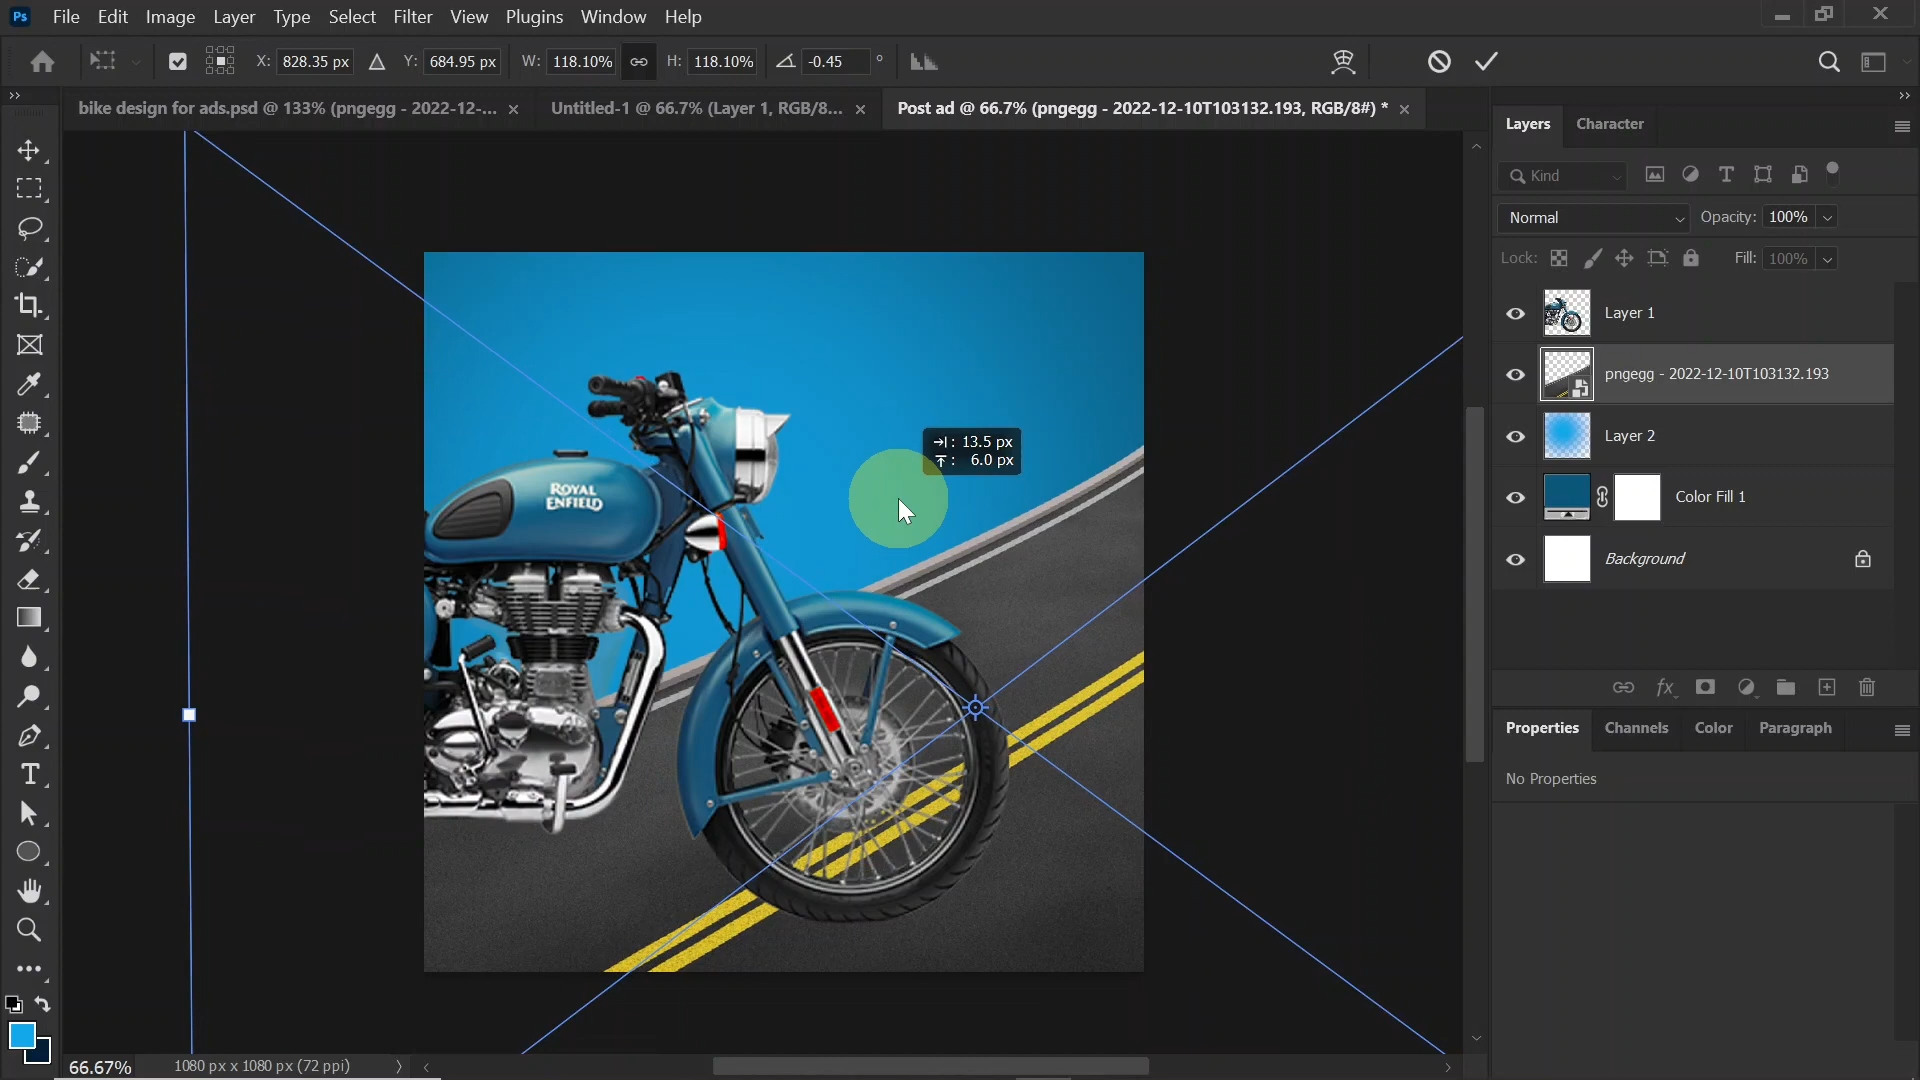 Ps File Edit Image Layer Type Select Filter View Plugins Window Help
X: 828.35 px Y: 684.95 px W: 118.10% H: 118.10% -0.45 °
bike design for ads.psd @ 133% (pngegg - 2022-12-... × Untitled-1 @ 66.7% (Layer 1, RGB/8... × Post ad @ 66.7% (pngegg - 2022-12-10T103132.193, RGB/8#) * ×
Layers Character
Kind
Normal Opacity: 100%
Lock: Fill: 100%
Layer 1
pngegg - 2022-12-10T103132.193
Layer 2
Color Fill 1
Background
: 13.5 px
: 6.0 px
ROYAL
ENFIELD
Properties Channels Color Paragraph
No Properties
66.67% 1080 px x 1080 px (72 ppi)